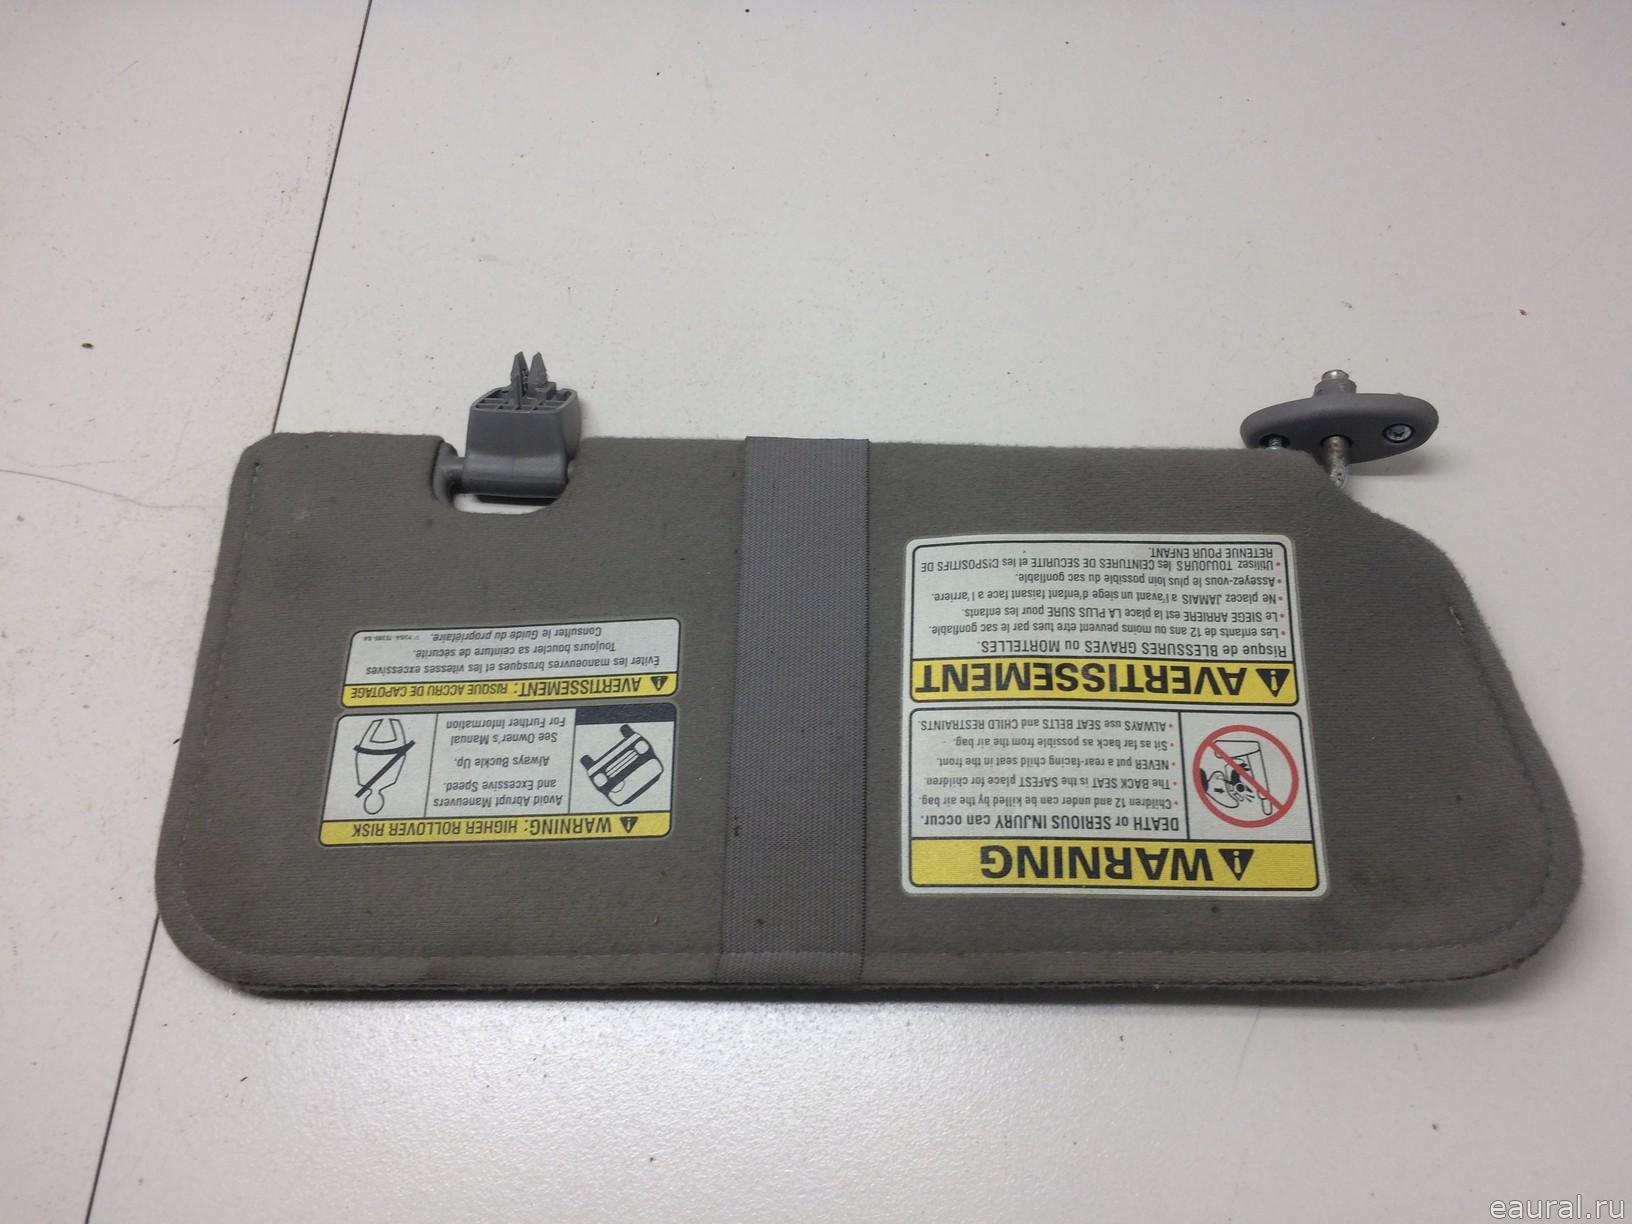 WARNING
DEATH or SERIOUS INJURY can occur.
• Children 12 and under can be killed by the air bag.
• The BACK SEAT is the SAFEST place for children.
• NEVER put a rear-facing child seat in the front.
• Sit as far back as possible from the air bag.
• ALWAYS use SEAT BELTS and CHILD RESTRAINTS.
AVERTISSEMENT
Risque de BLESSURES GRAVES ou MORTELLES.
• Les enfants de 12 ans ou moins peuvent etre tues par le sac gonflable.
• Le SIEGE ARRIERE est la place LA PLUS SURE pour les enfants.
• Ne placez JAMAIS a l'avant un siege d'enfant faisant face a l'arriere.
• Asseyez-vous le plus loin possible du sac gonflable.
• Utilisez TOUJOURS les CEINTURES DE SECURITE et les DISPOSITIFS DE
RETENUE POUR ENFANT.
WARNING: HIGHER ROLLOVER RISK
Avoid Abrupt Maneuvers
and Excessive Speed.
Always Buckle Up.
See Owner's Manual
For Further Information
AVERTISSEMENT: RISQUE ACCRU DE CAPOTAGE
Éviter les manoeuvres brusques et les vitesses excessives
Toujours boucler sa ceinture de sécurité.
Consulter le Guide du propriétaire.
eaural.ru